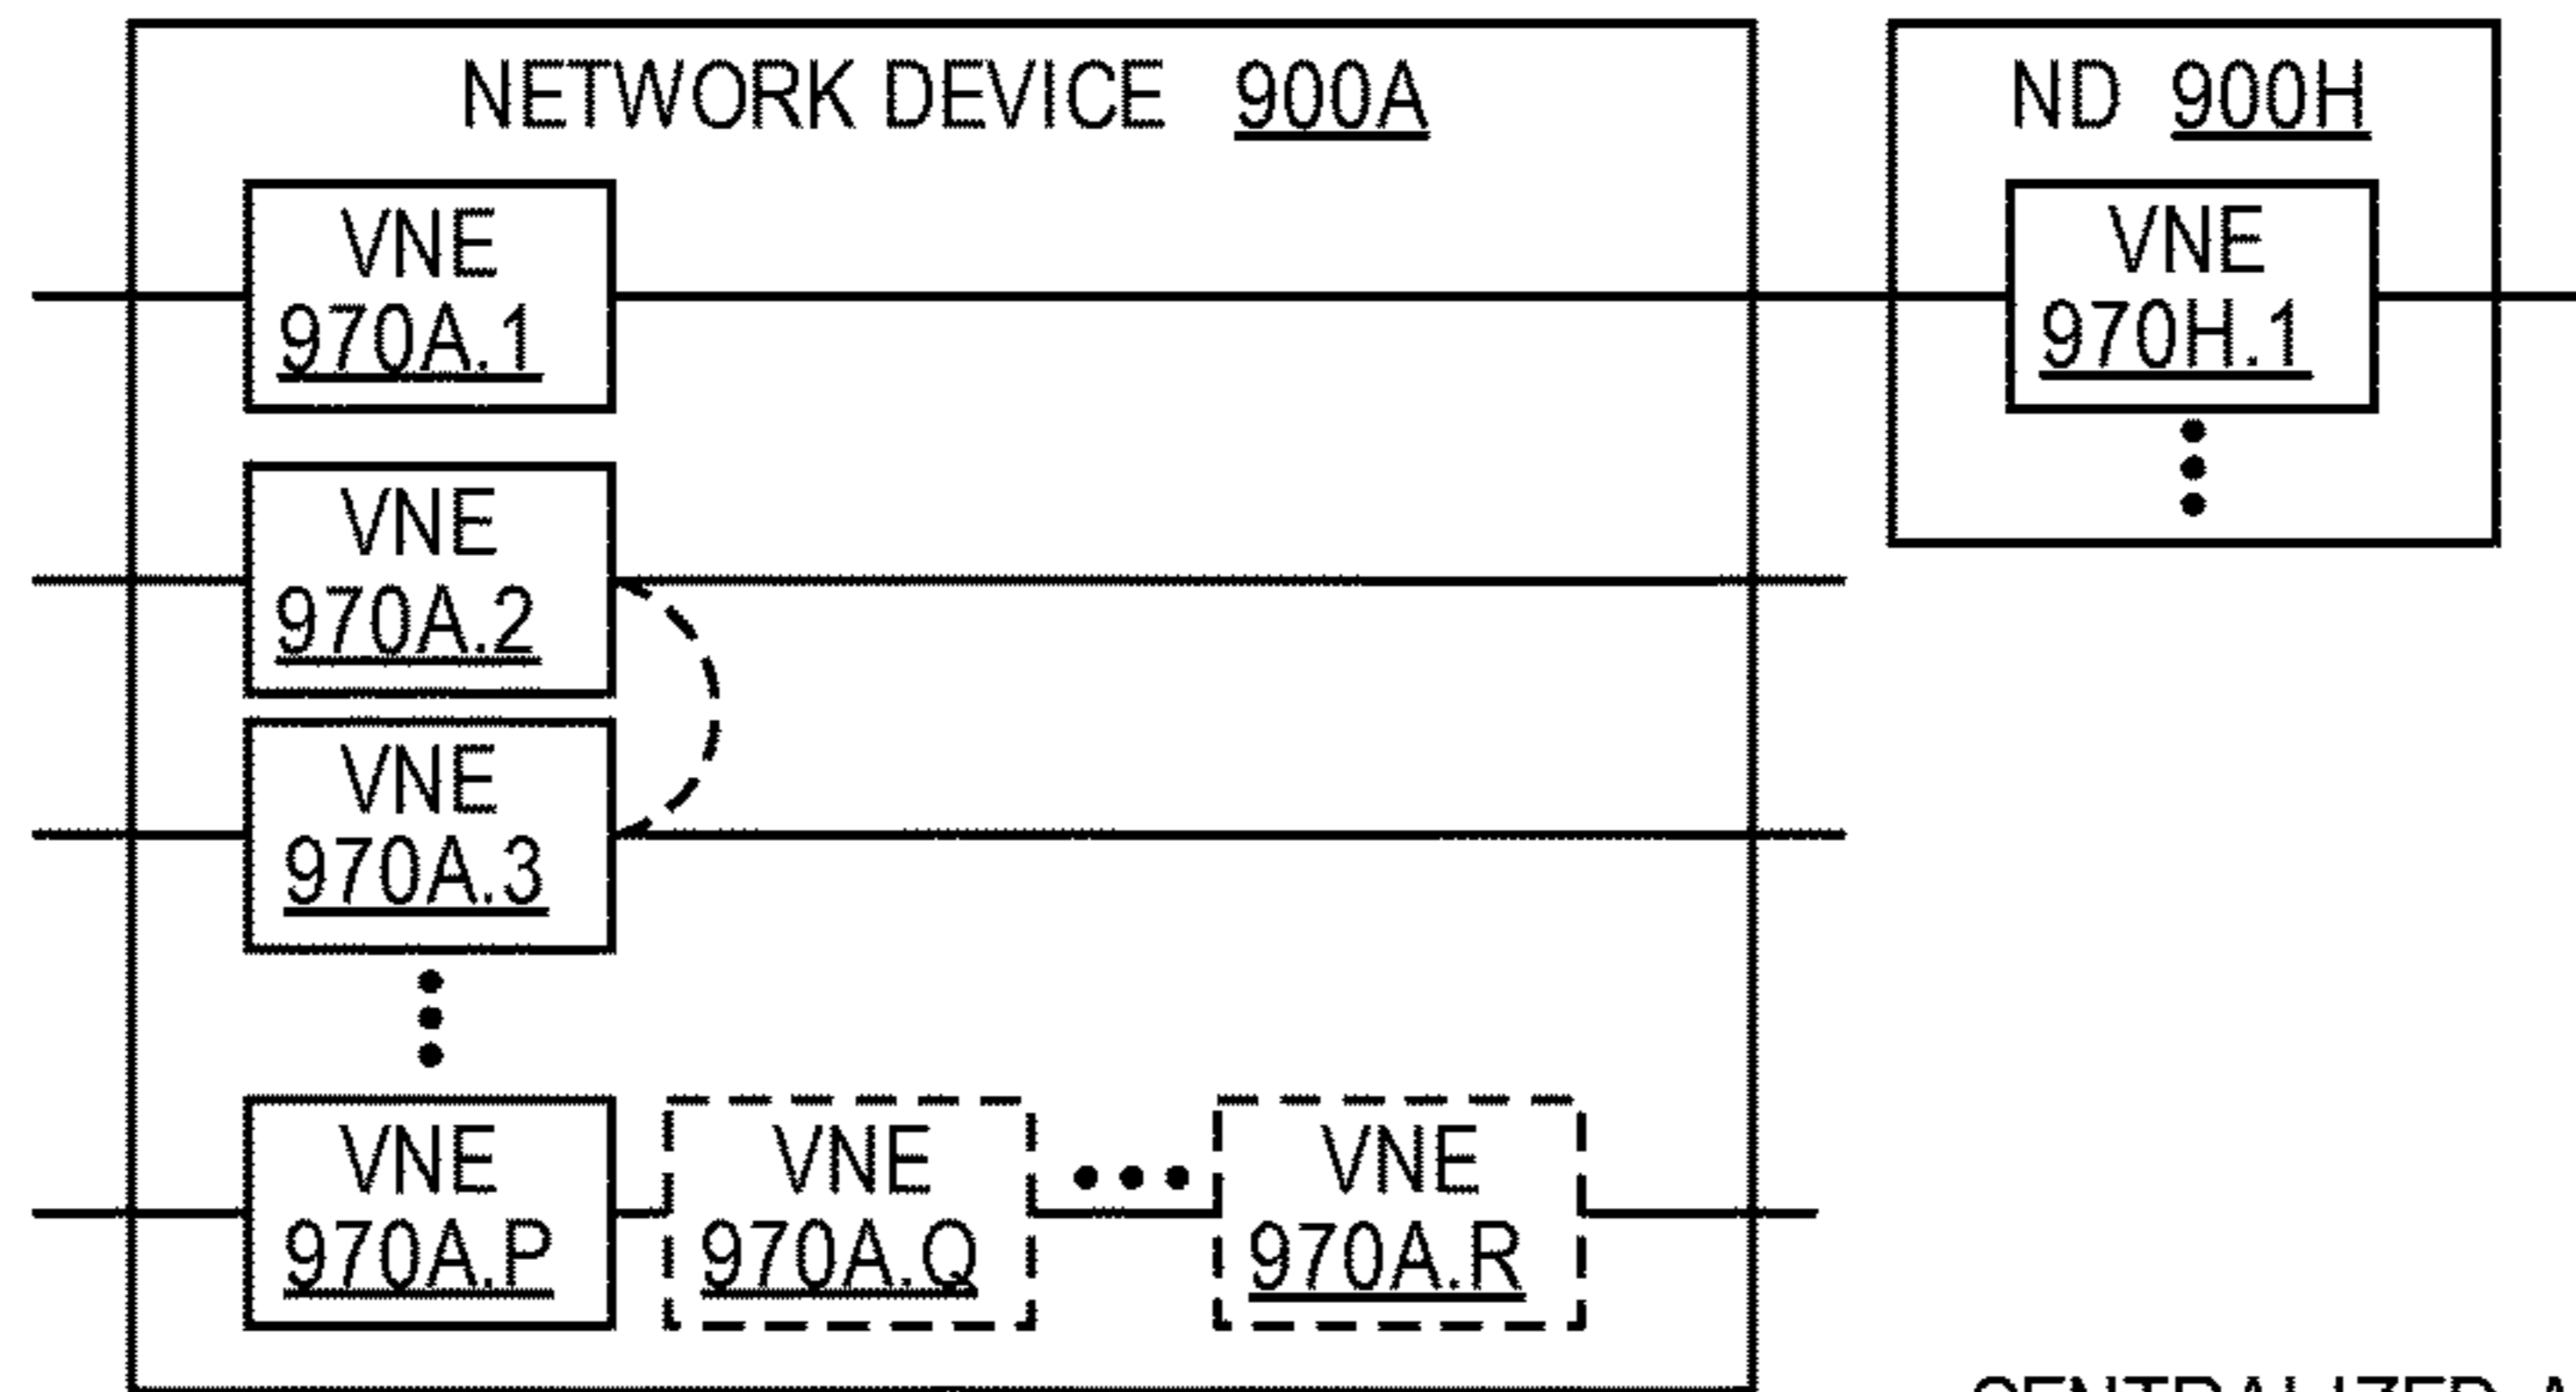 NETWORK DEVICE 900A
ND 900H
VNE
970A.1
VNE
970H.1
VNE
970A.2
VNE
970A.3
VNE
970A.P
VNE
970A.Q
VNE
970A.R